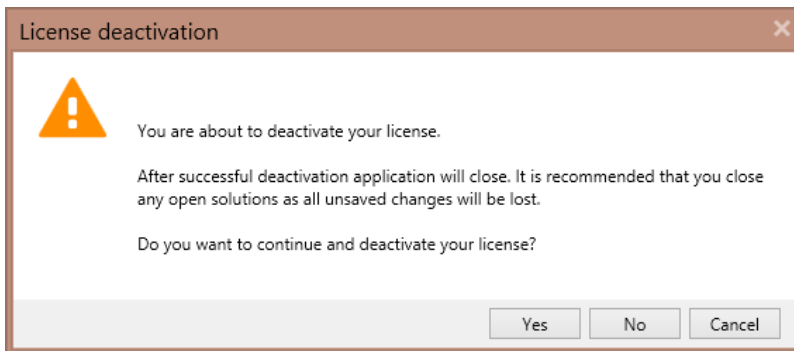 License deactivation
You are about to deactivate your license.
After successful deactivation application will close. It is recommended that you close
any open solutions as all unsaved changes will be lost.
Do you want to continue and deactivate your license?
Yes No Cancel